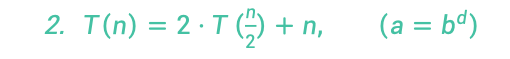 2. T(n) = 2 · T (n/2) + n, (a = b^d)